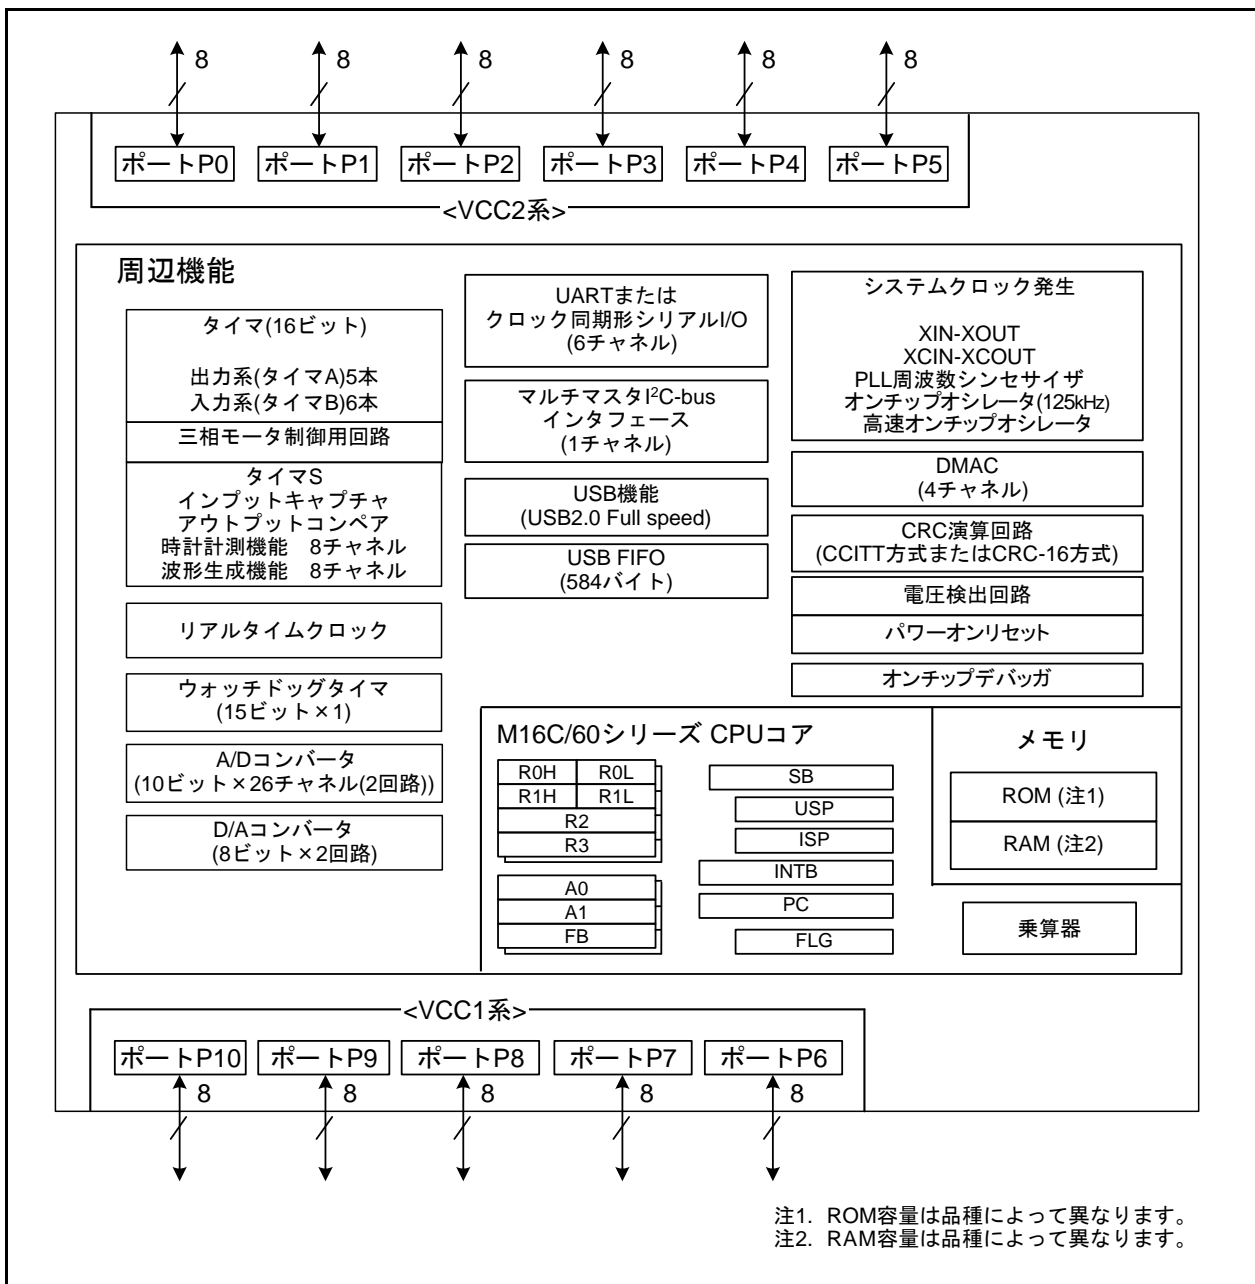 8 8 8 8 8 8
ポートP0 ポートP1 ポートP2 ポートP3 ポートP4 ポートP5
<VCC2系>
周辺機能
タイマ(16ビット)
出力系(タイマA)5本
入力系(タイマB)6本
三相モータ制御用回路
タイマS
インプットキャプチャ
アウトプットコンペア
時計計測機能 8チャネル
波形生成機能 8チャネル
リアルタイムクロック
ウォッチドッグタイマ
(15ビット×1)
A/Dコンバータ
(10ビット×26チャネル(2回路))
D/Aコンバータ
(8ビット×2回路)
UARTまたは
クロック同期形シリアルI/O
(6チャネル)
マルチマスタI²C-bus
インタフェース
(1チャネル)
USB機能
(USB2.0 Full speed)
USB FIFO
(584バイト)
システムクロック発生
XIN-XOUT
XCIN-XCOUT
PLL周波数シンセサイザ
オンチップオシレータ(125kHz)
高速オンチップオシレータ
DMAC
(4チャネル)
CRC演算回路
(CCITT方式またはCRC-16方式)
電圧検出回路
パワーオンリセット
オンチップデバッガ
M16C/60シリーズ CPUコア
R0H R0L
R1H R1L
R2
R3
A0
A1
FB
SB
USP
ISP
INTB
PC
FLG
メモリ
ROM (注1)
RAM (注2)
乗算器
<VCC1系>
ポートP10 ポートP9 ポートP8 ポートP7 ポートP6
8 8 8 8 8
注1. ROM容量は品種によって異なります。
注2. RAM容量は品種によって異なります。